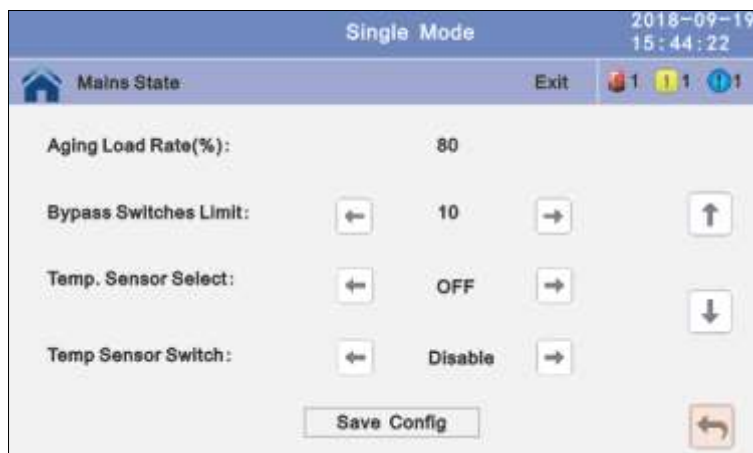 Single Mode
2018-09-19
15:44:22
Mains State Exit 1 1 1
Aging Load Rate(%): 80
Bypass Switches Limit: 10
Temp. Sensor Select: OFF
Temp Sensor Switch: Disable
Save Config